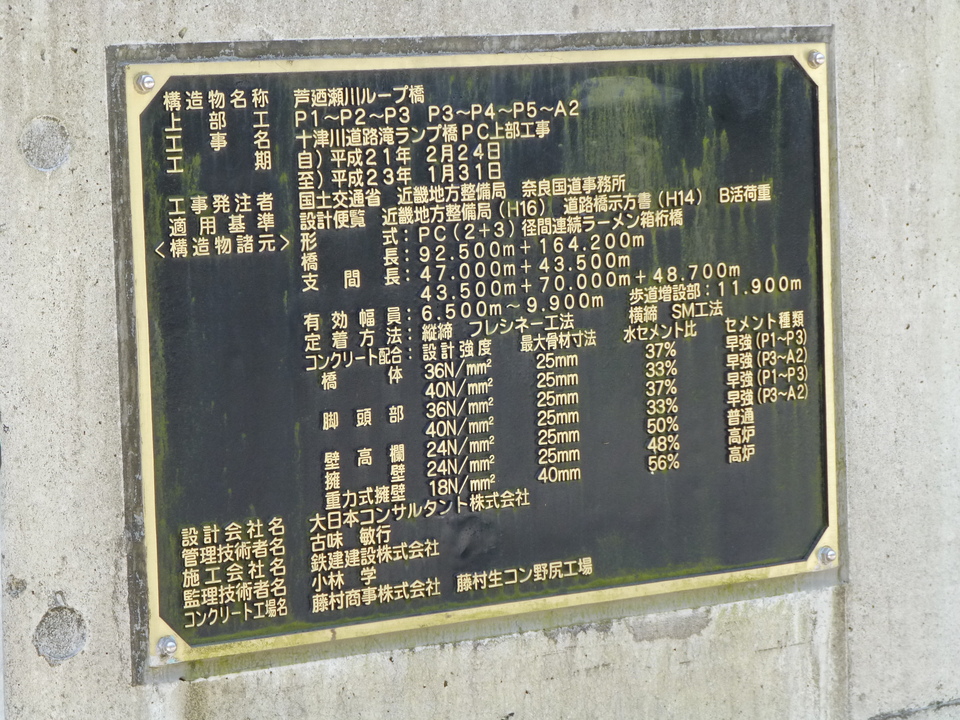 構造物名称 芦廼瀬川ループ橋
上部工 P1～P2～P3 P3～P4～P5～A2
工事名 十津川道路滝ランプ橋PC上部工事
工期 自）平成21年 2月24日
至）平成23年 1月31日
工事発注者 国土交通省 近畿地方整備局 奈良国道事務所
適用基準 設計便覧 近畿地方整備局（H16） 道路橋示方書（H14） B活荷重
＜構造物諸元＞ 形式：PC（2+3）径間連続ラーメン箱桁橋
橋長：92.500m+164.200m
支間長：47.000m+43.500m
43.500m+70.000m+48.700m
有効幅員：6.500m～9.900m 歩道増設部：11.900m
定着方法：縦締 フレシネー工法 横締 SM工法
コンクリート配合：設計強度 最大骨材寸法 水セメント比 セメント種類
橋体 36N/mm² 25mm 37% 早強（P1～P3）
40N/mm² 25mm 33% 早強（P3～A2）
脚頭部 36N/mm² 25mm 37% 早強（P1～P3）
40N/mm² 25mm 33% 早強（P3～A2）
壁高欄 24N/mm² 25mm 50% 普通
擁壁 24N/mm² 25mm 48% 高炉
重力式擁壁 18N/mm² 40mm 56% 高炉
設計会社名 大日本コンサルタント株式会社
管理技術者名 古味 敏行
施工会社名 鉄建建設株式会社
監理技術者名 小林 学
コンクリート工場名 藤村商事株式会社 藤村生コン野尻工場